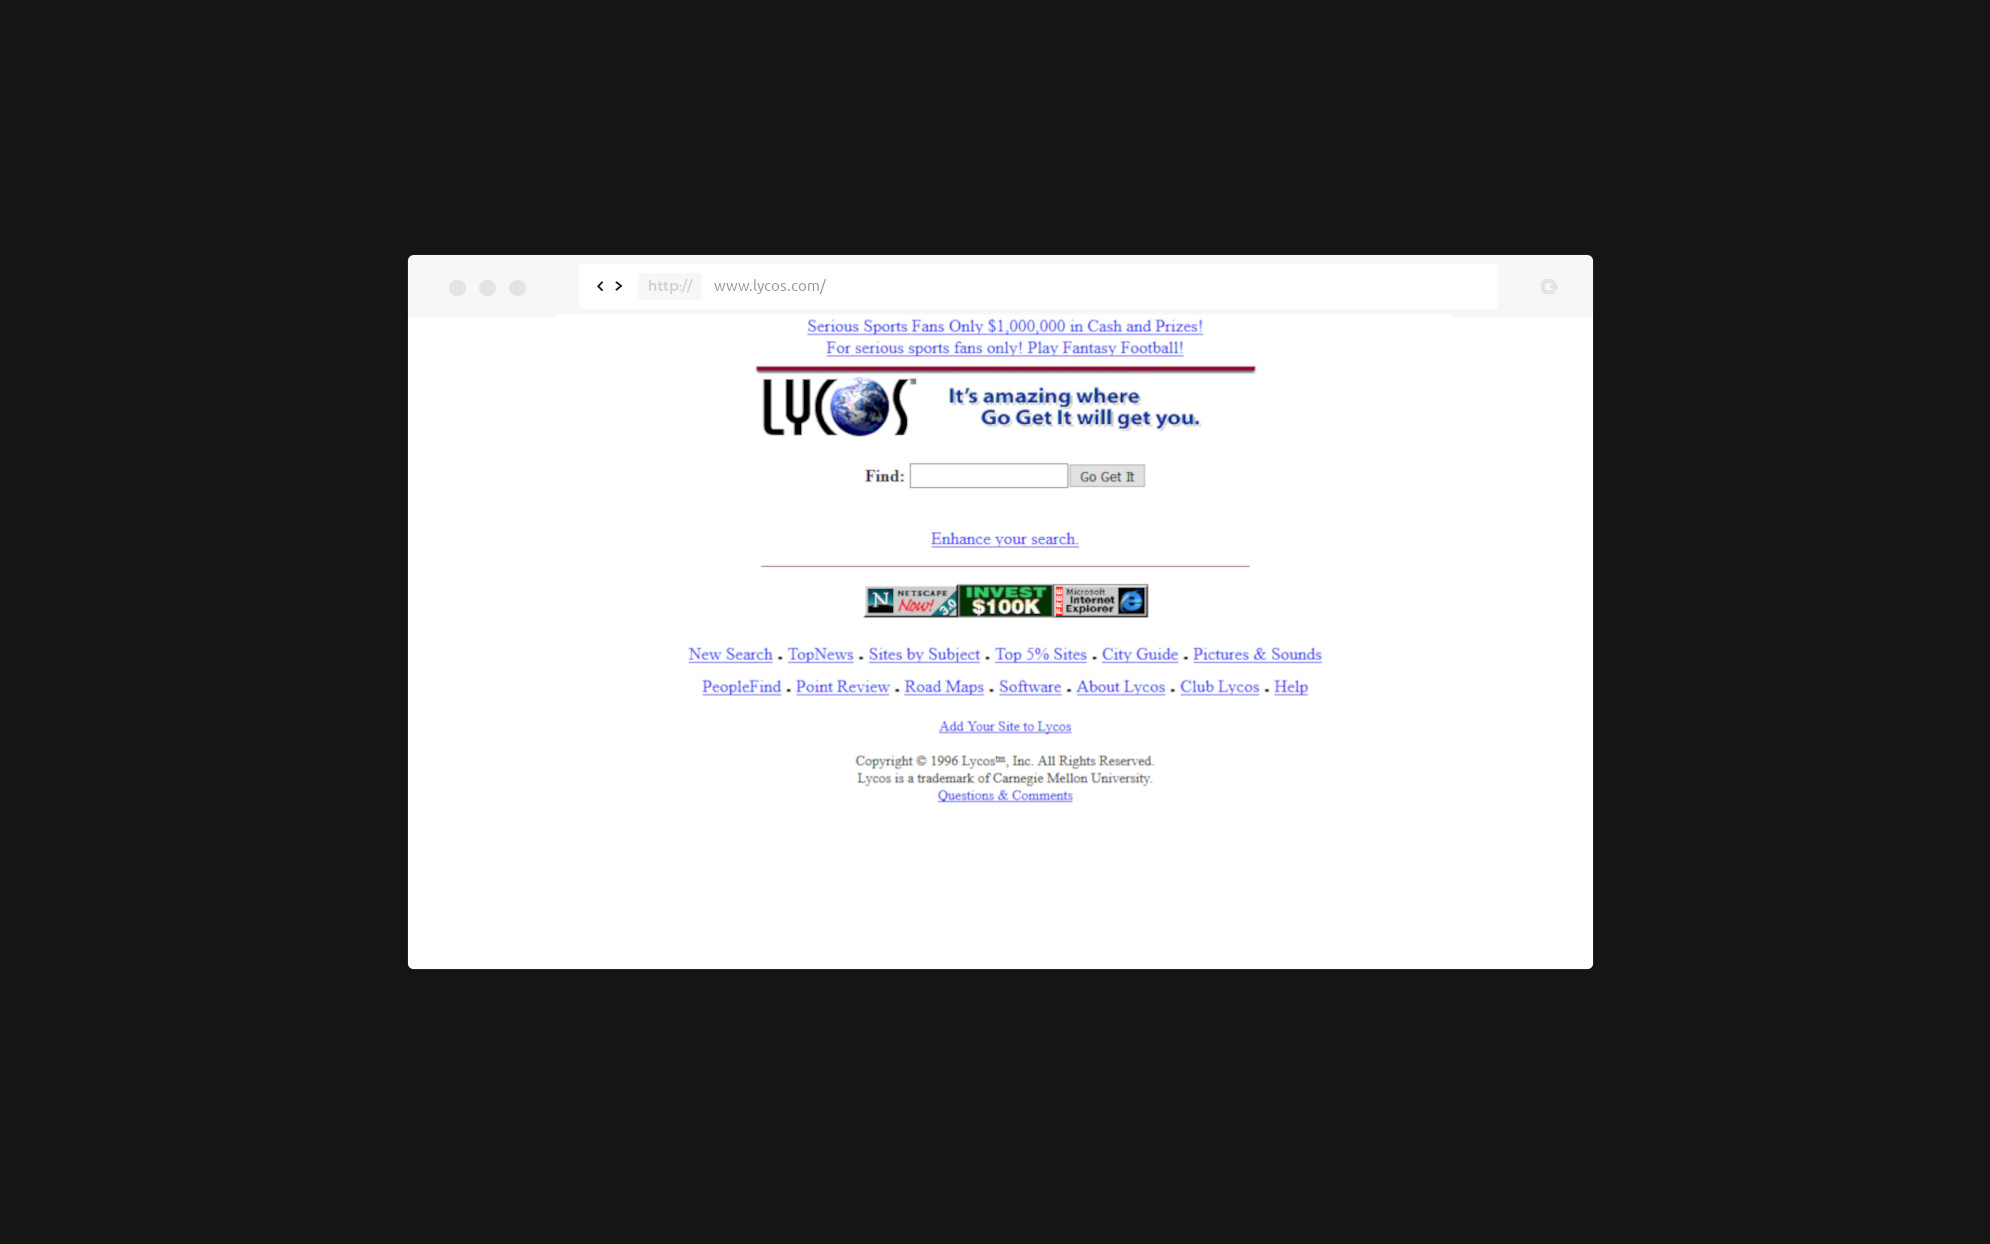 http:// www.lycos.com/
Serious Sports Fans Only $1,000,000 in Cash and Prizes!
For serious sports fans only! Play Fantasy Football!
LYCOS™ It's amazing where
Go Get It will get you.
Find: Go Get It
Enhance your search.
N NETSCAPE Now! 3.0 INVEST $100K FREE Microsoft Internet Explorer
New Search . TopNews . Sites by Subject . Top 5% Sites . City Guide . Pictures & Sounds
PeopleFind . Point Review . Road Maps . Software . About Lycos . Club Lycos . Help
Add Your Site to Lycos
Copyright © 1996 Lycos™, Inc. All Rights Reserved.
Lycos is a trademark of Carnegie Mellon University.
Questions & Comments